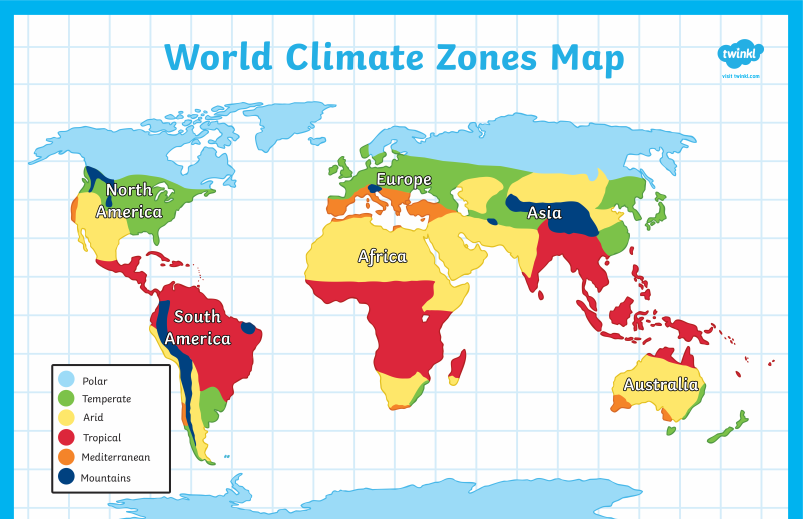 World Climate Zones Map
twinkl
visit twinkl.com
North
America
Europe
Asia
Africa
South
America
Australia
Polar
Temperate
Arid
Tropical
Mediterranean
Mountains